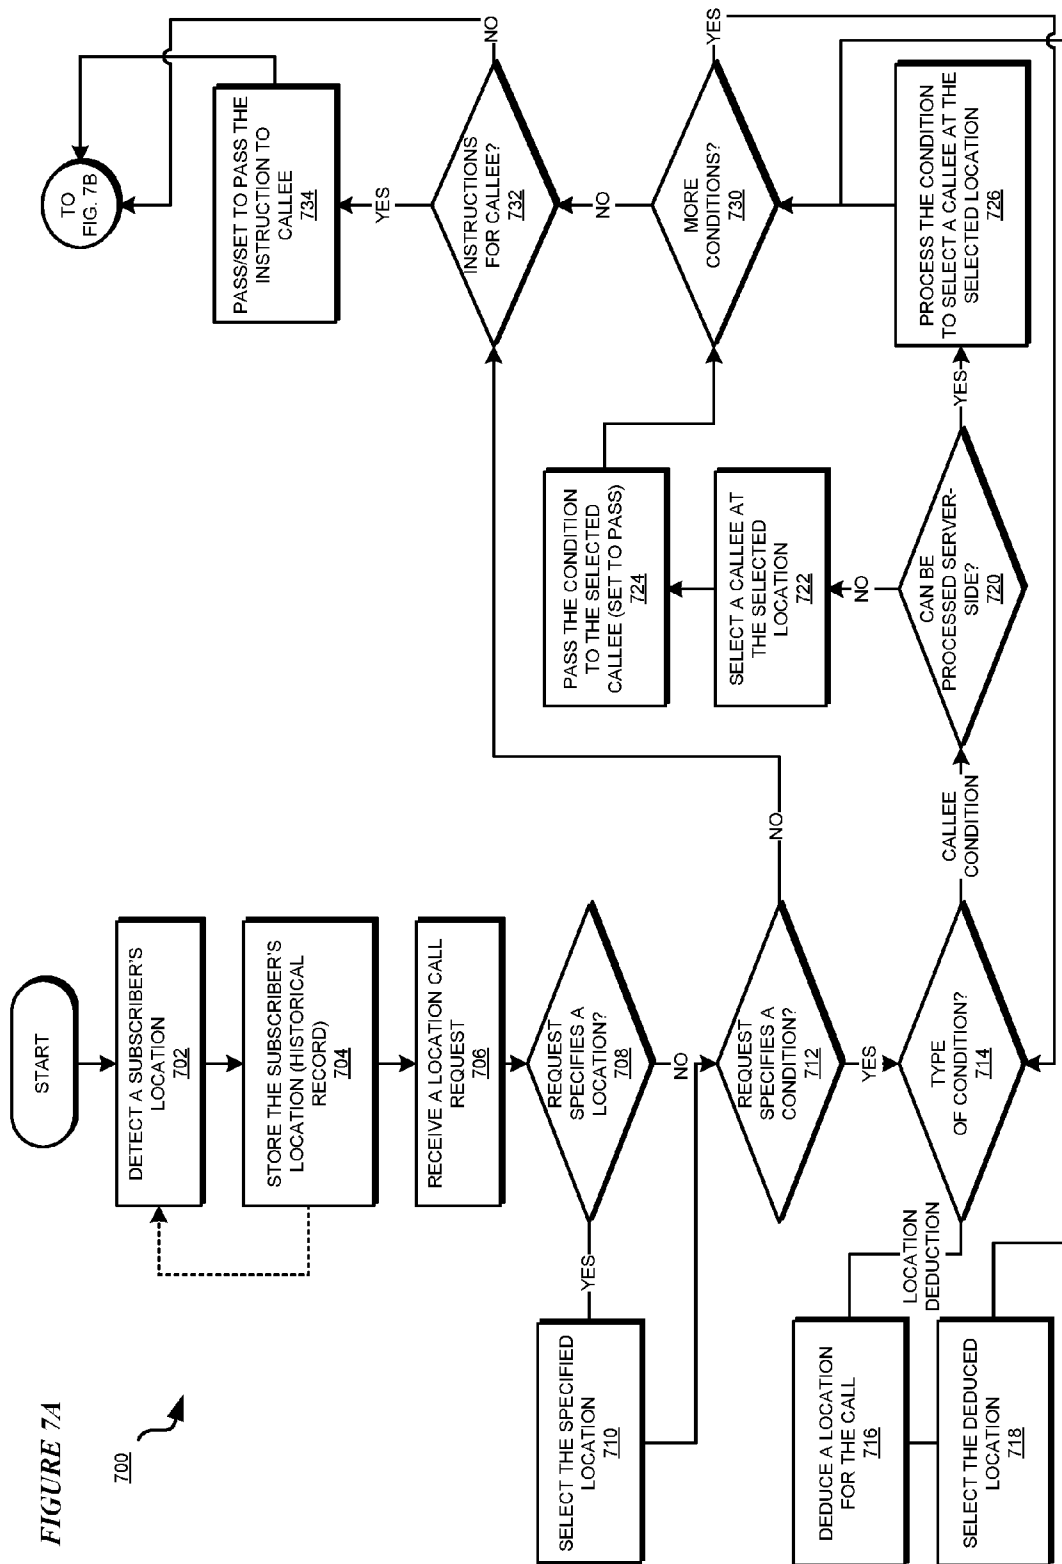 FIGURE 7A
700
START
DETECT A SUBSCRIBER'S
LOCATION
702
STORE THE SUBSCRIBER'S
LOCATION (HISTORICAL
RECORD)
704
RECEIVE A LOCATION CALL
REQUEST
706
REQUEST
SPECIFIES A
LOCATION?
708
YES
NO
SELECT THE SPECIFIED
LOCATION
710
REQUEST
SPECIFIES A
CONDITION?
712
NO
YES
TYPE
OF CONDITION?
714
LOCATION
DEDUCTION
DEDUCE A LOCATION
FOR THE CALL
716
SELECT THE DEDUCED
LOCATION
718
CALLEE
CONDITION
CAN BE
PROCESSED SERVER-
SIDE?
720
NO
YES
SELECT A CALLEE AT
THE SELECTED
LOCATION
722
PASS THE CONDITION
TO THE SELECTED
CALLEE (SET TO PASS)
724
PROCESS THE CONDITION
TO SELECT A CALLEE AT THE
SELECTED LOCATION
726
MORE
CONDITIONS?
730
YES
NO
INSTRUCTIONS
FOR CALLEE?
732
NO
YES
PASS/SET TO PASS THE
INSTRUCTION TO
CALLEE
734
TO
FIG. 7B